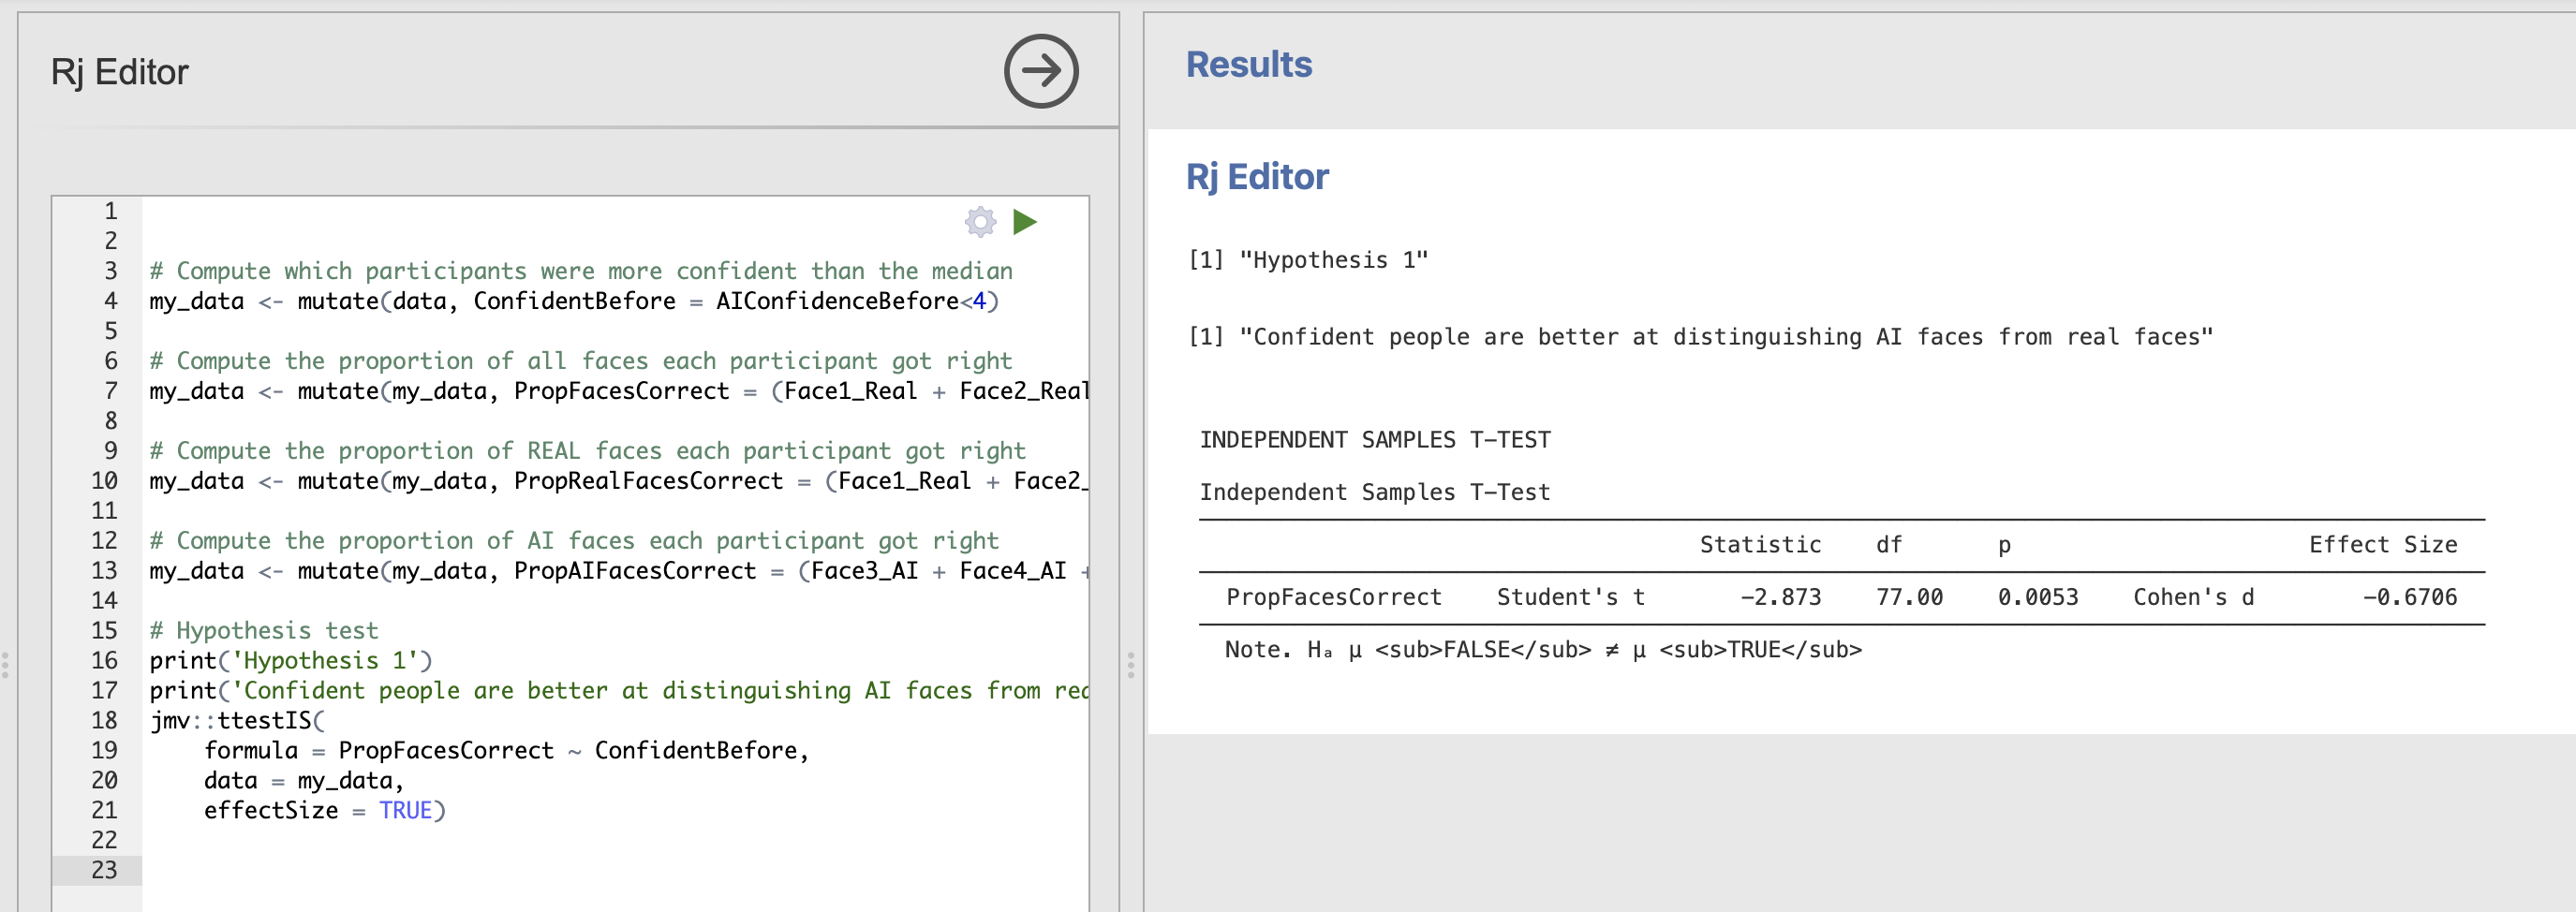 Rj Editor
1
2
3 # Compute which participants were more confident than the median
4 my_data <- mutate(data, ConfidentBefore = AIConfidenceBefore<4)
5
6 # Compute the proportion of all faces each participant got right
7 my_data <- mutate(my_data, PropFacesCorrect = (Face1_Real + Face2_Real
8
9 # Compute the proportion of REAL faces each participant got right
10 my_data <- mutate(my_data, PropRealFacesCorrect = (Face1_Real + Face2_
11
12 # Compute the proportion of AI faces each participant got right
13 my_data <- mutate(my_data, PropAIFacesCorrect = (Face3_AI + Face4_AI +
14
15 # Hypothesis test
16 print('Hypothesis 1')
17 print('Confident people are better at distinguishing AI faces from rea
18 jmv::ttestIS(
19 formula = PropFacesCorrect ~ ConfidentBefore,
20 data = my_data,
21 effectSize = TRUE)
22
23
Results
Rj Editor
[1] "Hypothesis 1"
[1] "Confident people are better at distinguishing AI faces from real faces"
INDEPENDENT SAMPLES T-TEST
Independent Samples T-Test
Statistic df p Effect Size
PropFacesCorrect Student's t -2.873 77.00 0.0053 Cohen's d -0.6706
Note. Hₐ μ <sub>FALSE</sub> ≠ μ <sub>TRUE</sub>